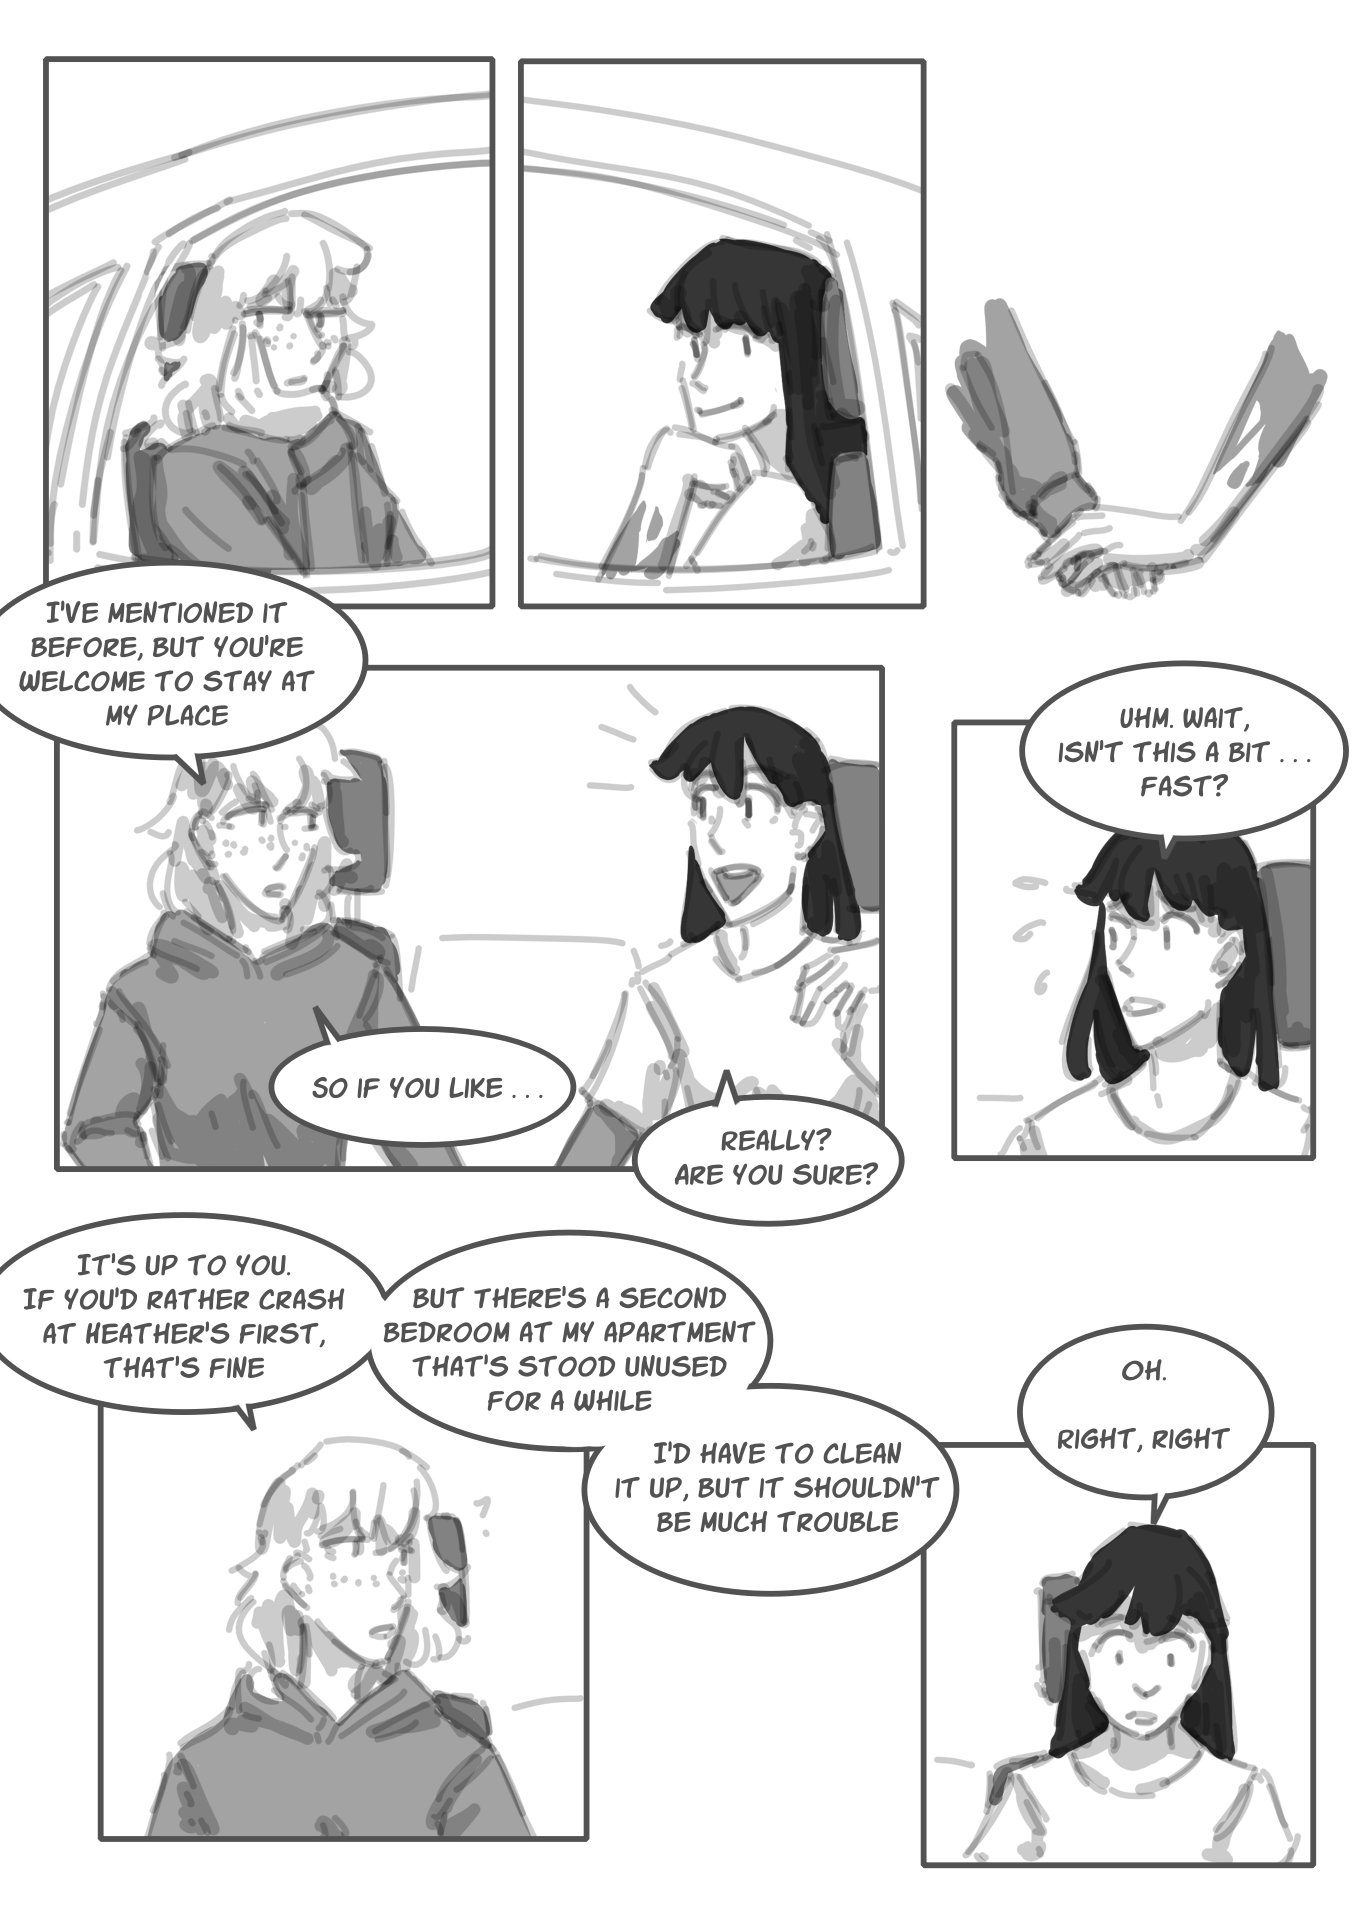 I'VE MENTIONED IT
BEFORE, BUT YOU'RE
WELCOME TO STAY AT
MY PLACE
SO IF YOU LIKE . . .
REALLY?
ARE YOU SURE?
UHM. WAIT,
ISN'T THIS A BIT . . .
FAST?
IT'S UP TO YOU.
IF YOU'D RATHER CRASH
AT HEATHER'S FIRST,
THAT'S FINE
BUT THERE'S A SECOND
BEDROOM AT MY APARTMENT
THAT'S STOOD UNUSED
FOR A WHILE
I'D HAVE TO CLEAN
IT UP, BUT IT SHOULDN'T
BE MUCH TROUBLE
OH.
RIGHT, RIGHT